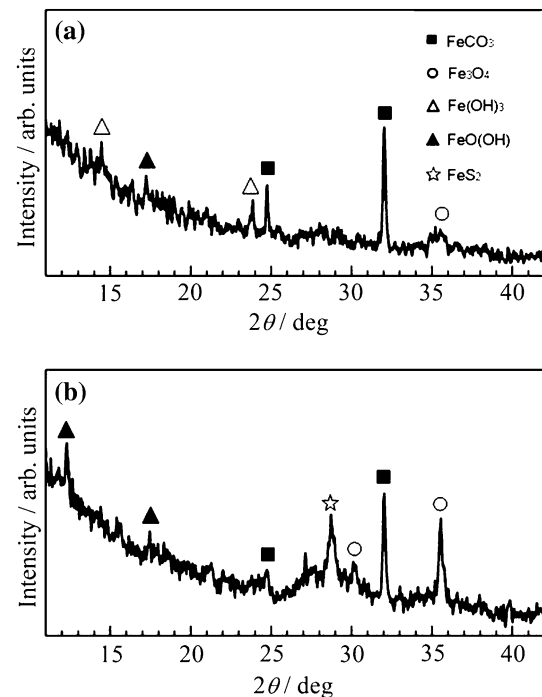 (a)
FeCO₃
Fe₃O₄
Fe(OH)₃
FeO(OH)
FeS₂
Intensity / arb. units
15 20 25 30 35 40
2θ / deg
(b)
Intensity / arb. units
15 20 25 30 35 40
2θ / deg